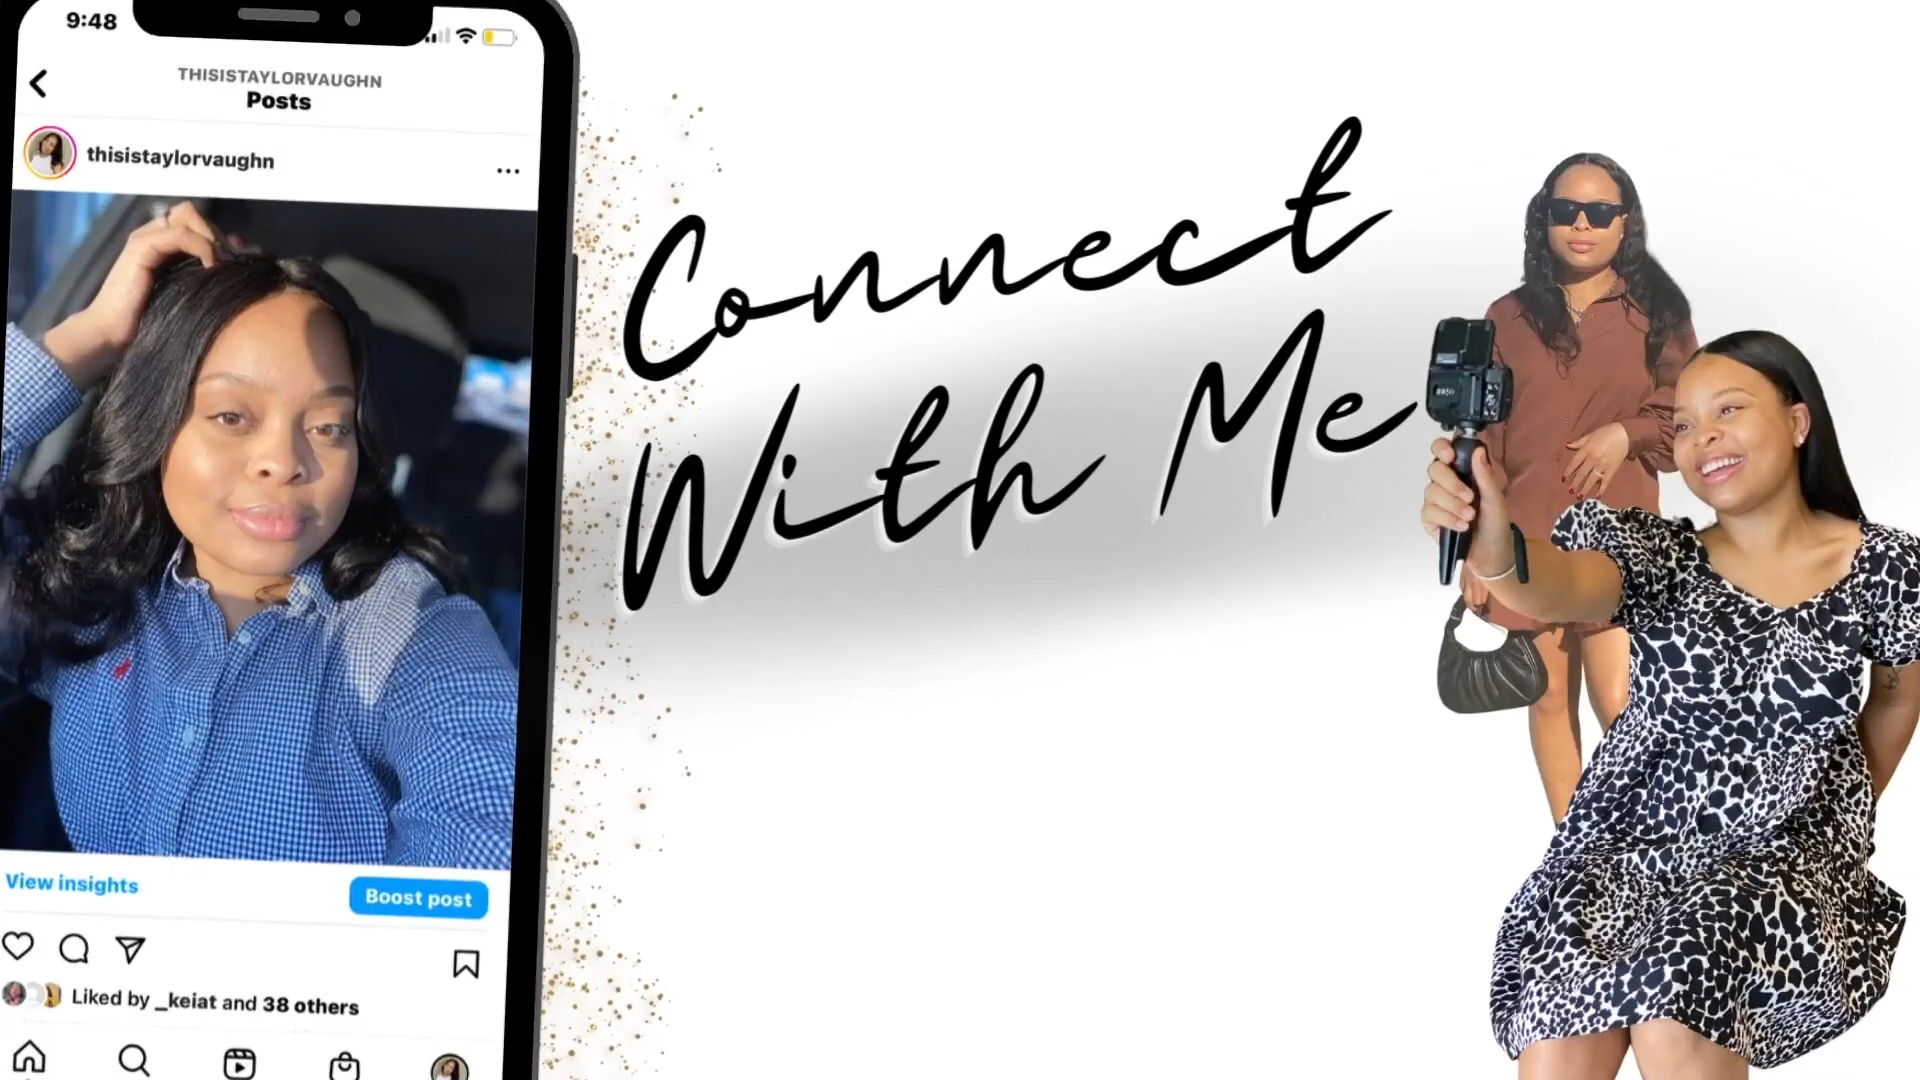 9:48
THISISTAYLORVAUGHN
Posts
thisistaylorvaughn
View insights
Boost post
Liked by _keiat and 38 others
Connect
With Me